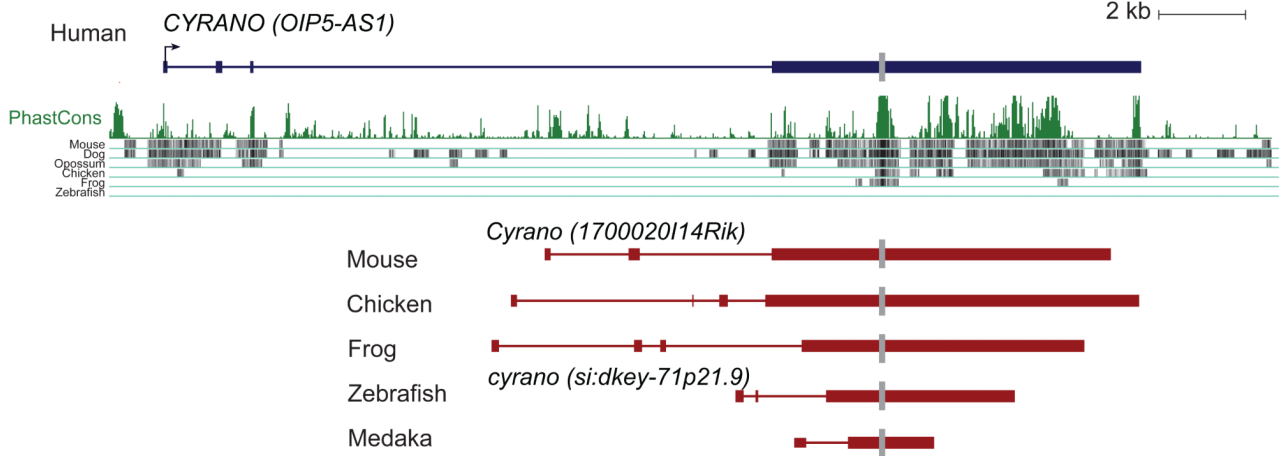 2 kb
CYRANO (OIP5-AS1)
Human
PhastCons
Mouse
Dog
Opossum
Chicken
Frog
Zebrafish
Cyrano (1700020I14Rik)
Mouse
Chicken
Frog
cyrano (si:dkey-71p21.9)
Zebrafish
Medaka